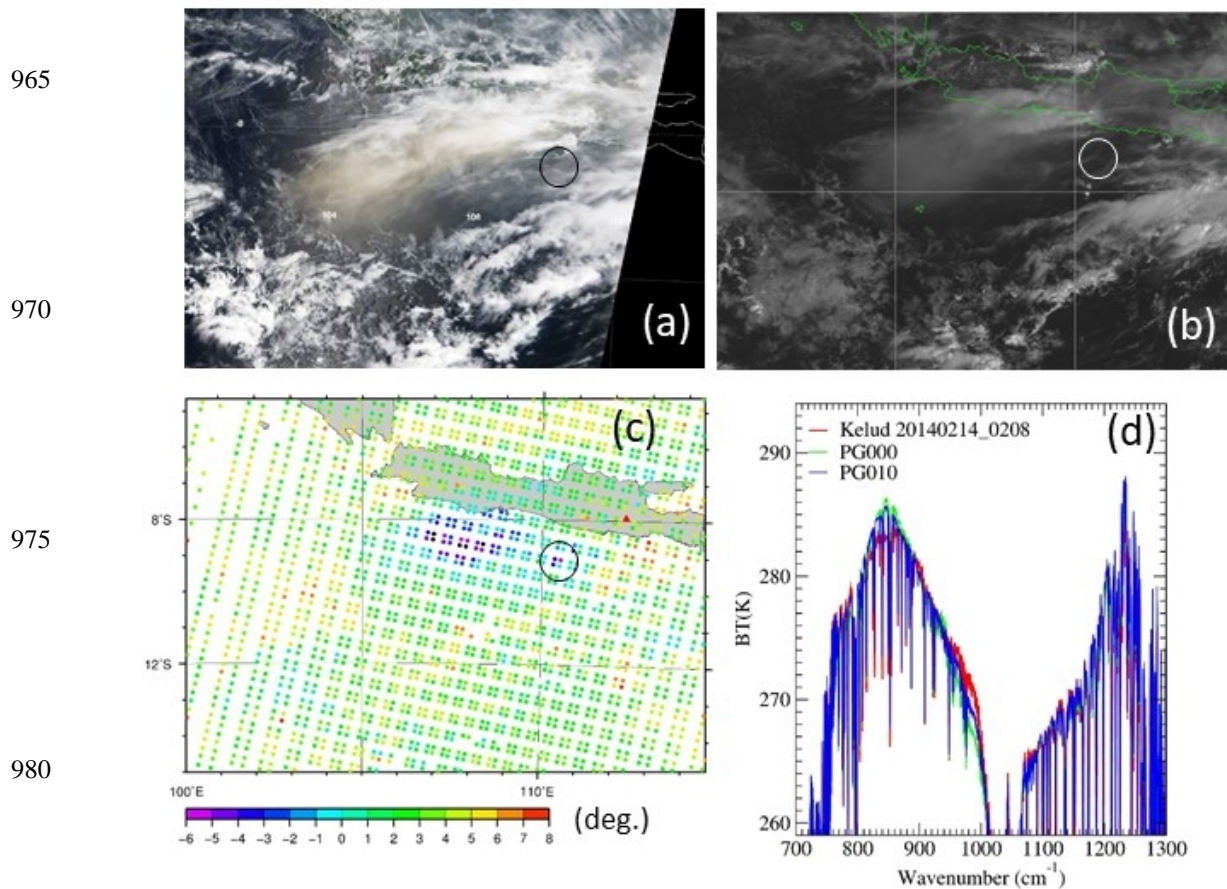 965
970
975
980
104
108
(a)
(b)
(c)
8°S
12°S
100°E
110°E
-6 -5 -4 -3 -2 -1 0 1 2 3 4 5 6 7 8
(deg.)
(d)
Kelud 20140214_0208
PG000
PG010
290
280
270
260
BT(K)
700 800 900 1000 1100 1200 1300
Wavenumber (cm⁻¹)